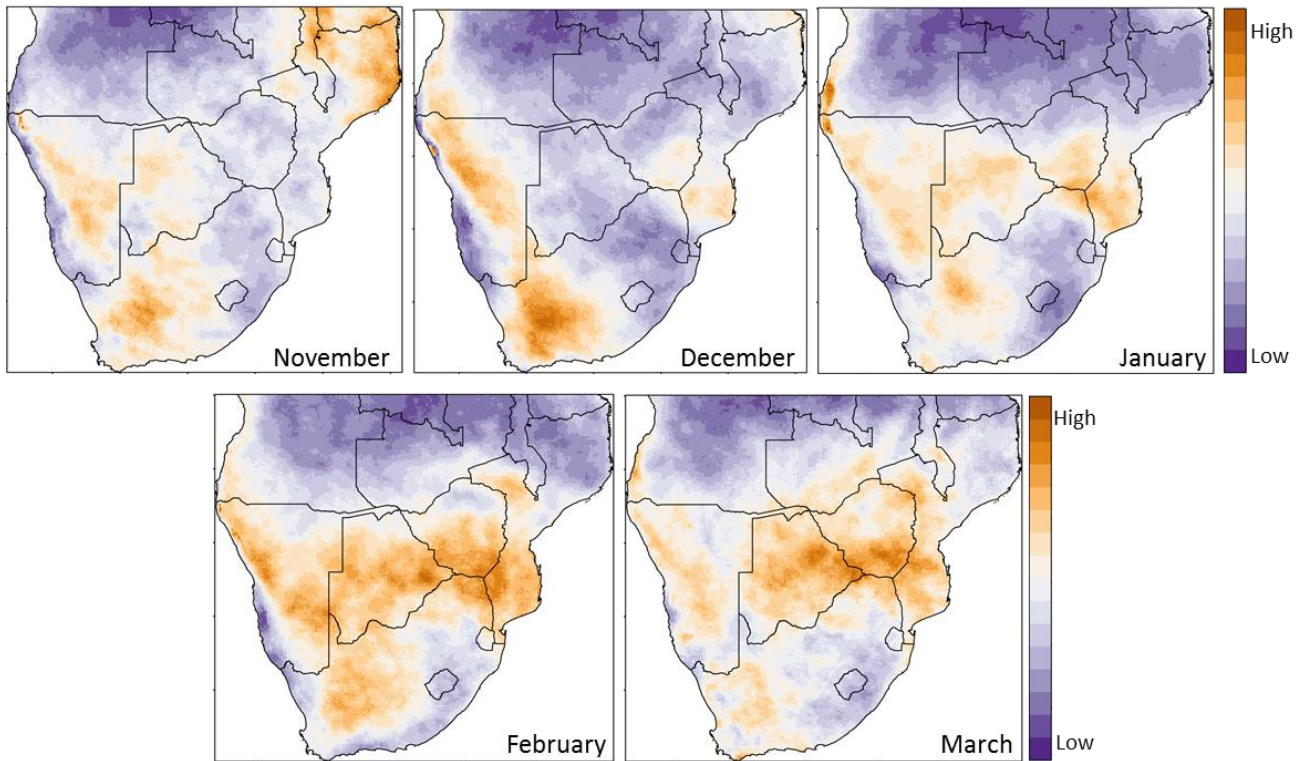 High
November
December
January
Low
High
February
March
Low